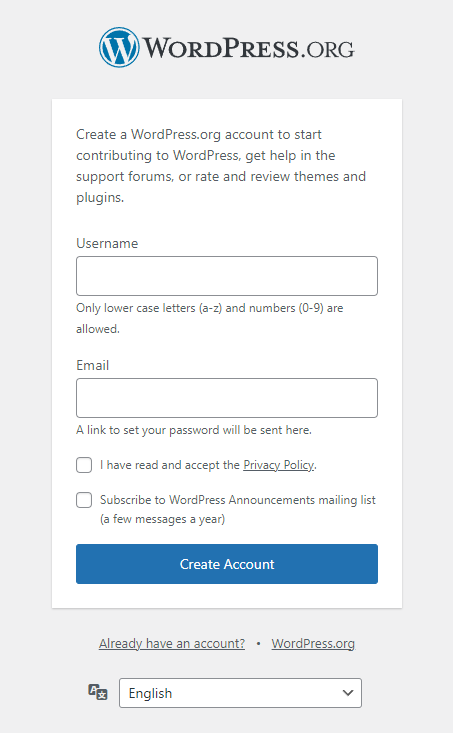 WORDPRESS.ORG
Create a WordPress.org account to start
contributing to WordPress, get help in the
support forums, or rate and review themes and
plugins.
Username
Only lower case letters (a-z) and numbers (0-9) are
allowed.
Email
A link to set your password will be sent here.
I have read and accept the Privacy Policy.
Subscribe to WordPress Announcements mailing list
(a few messages a year)
Create Account
Already have an account? • WordPress.org
English